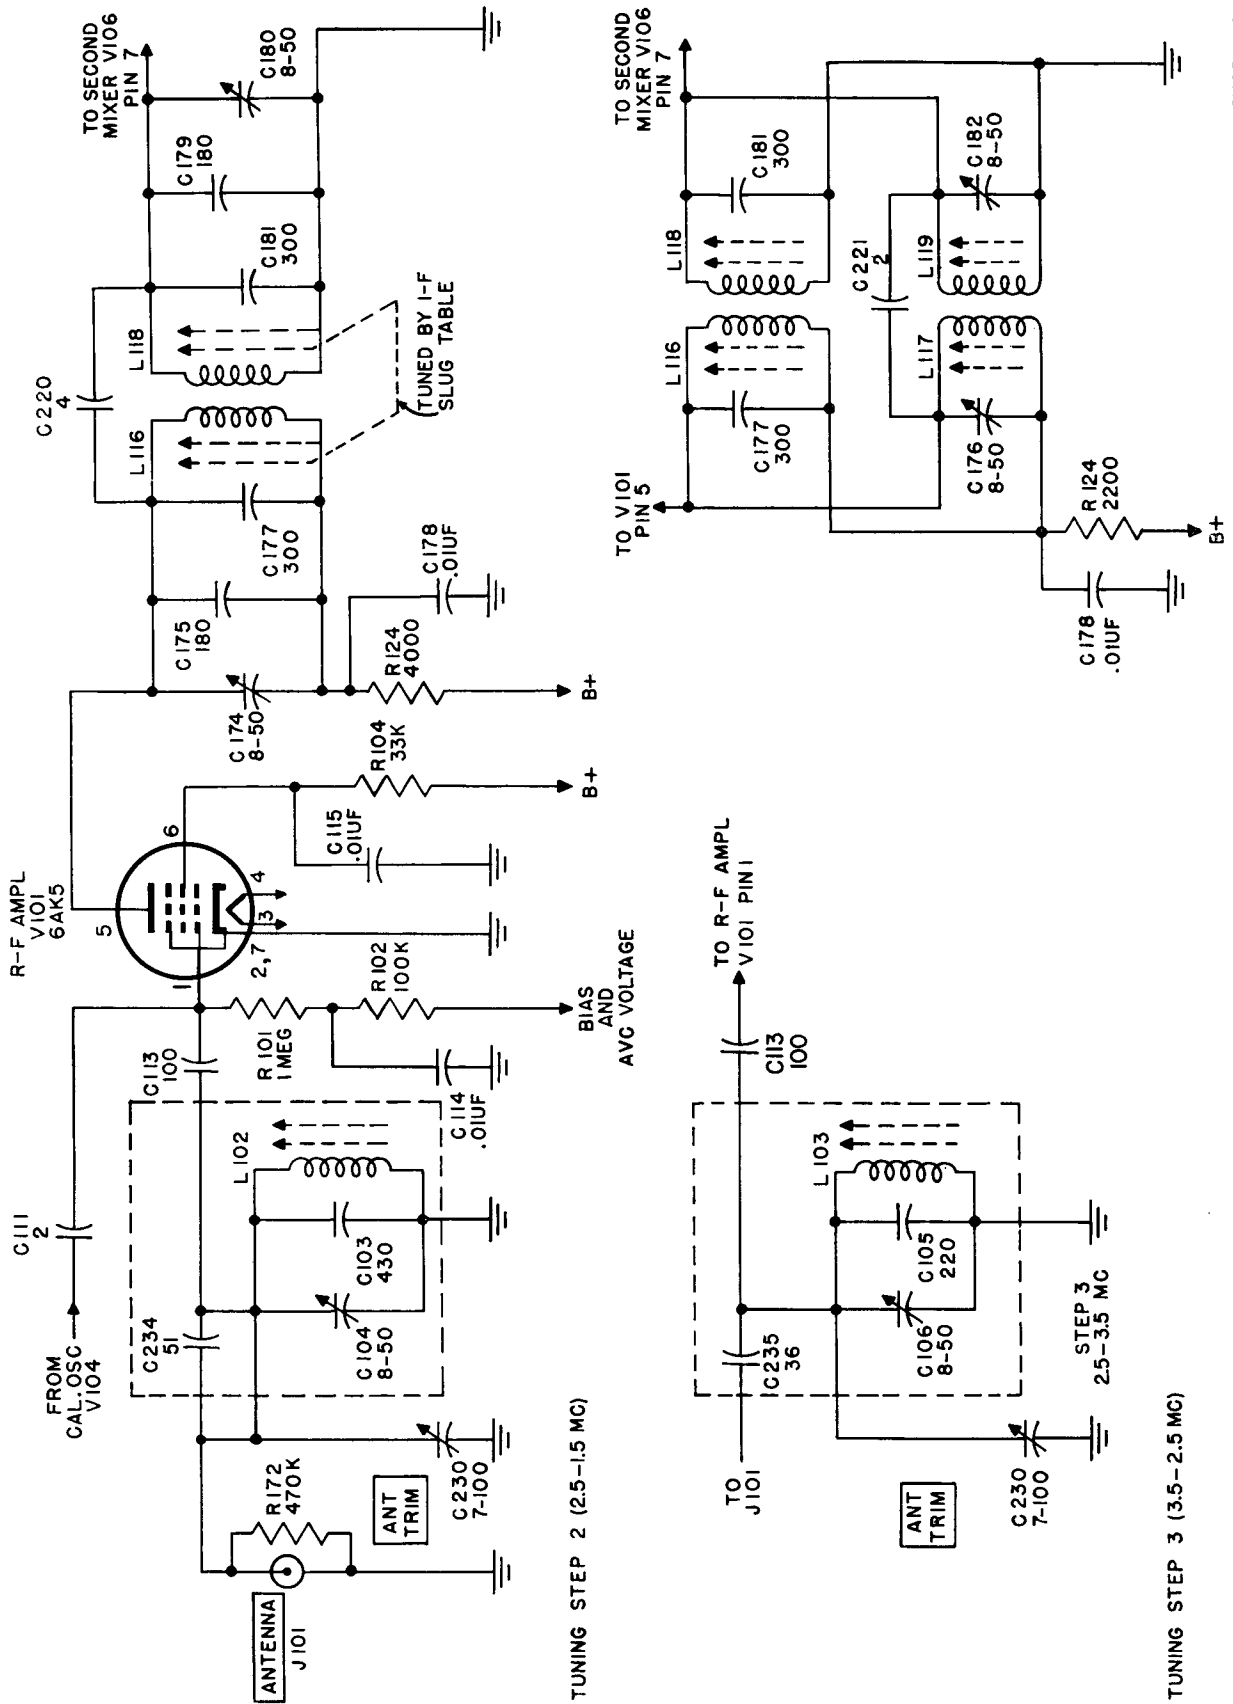 R-F AMPL
V101
6AK5
FROM
CAL. OSC
V104
C111
2
C113
100
C234
51
L102
C103
430
C104
8-50
R172
470K
ANTENNA
J101
ANT
TRIM
C230
7-100
R101
1 MEG
R102
100K
C114
.01UF
BIAS
AND
AVC VOLTAGE
1
2,7
3
4
5
6
C115
.01UF
R104
33K
B+
C174
8-50
R124
4000
B+
C175
180
C177
300
C178
.01UF
L116
C220
4
L118
TUNED BY I-F
SLUG TABLE
C181
300
C179
180
C180
8-50
TO SECOND
MIXER V106
PIN 7
TUNING STEP 2 (2.5-1.5 MC)
TO
J101
C235
36
C113
100
TO R-F AMPL
V101 PIN 1
L103
C105
220
C106
8-50
ANT
TRIM
C230
7-100
STEP 3
2.5-3.5 MC
TO V101
PIN 5
L116
C177
300
L118
C181
300
TO SECOND
MIXER V106
PIN 7
C221
2
L117
C176
8-50
L119
C182
8-50
R124
2200
B+
C178
.01UF
TUNING STEP 3 (3.5-2.5 MC)